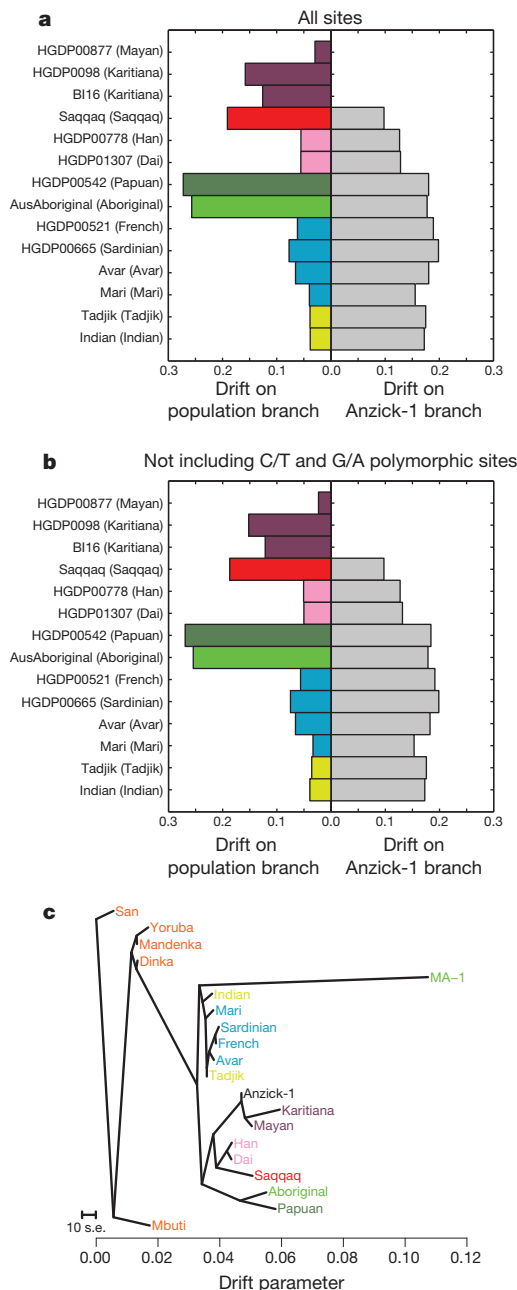 a
All sites
HGDP00877 (Mayan)
HGDP0098 (Karitiana)
BI16 (Karitiana)
Saqqaq (Saqqaq)
HGDP00778 (Han)
HGDP01307 (Dai)
HGDP00542 (Papuan)
AusAboriginal (Aboriginal)
HGDP00521 (French)
HGDP00665 (Sardinian)
Avar (Avar)
Mari (Mari)
Tadjik (Tadjik)
Indian (Indian)
0.3 0.2 0.1 0.0 0.1 0.2 0.3
Drift on population branch
Drift on Anzick-1 branch
b
Not including C/T and G/A polymorphic sites
HGDP00877 (Mayan)
HGDP0098 (Karitiana)
BI16 (Karitiana)
Saqqaq (Saqqaq)
HGDP00778 (Han)
HGDP01307 (Dai)
HGDP00542 (Papuan)
AusAboriginal (Aboriginal)
HGDP00521 (French)
HGDP00665 (Sardinian)
Avar (Avar)
Mari (Mari)
Tadjik (Tadjik)
Indian (Indian)
0.3 0.2 0.1 0.0 0.1 0.2 0.3
Drift on population branch
Drift on Anzick-1 branch
c
San
Yoruba
Mandenka
Dinka
MA−1
Indian
Mari
Sardinian
French
Avar
Tadjik
Anzick-1
Karitiana
Mayan
Han
Dai
Saqqaq
Aboriginal
Papuan
10 s.e.
Mbuti
0.00 0.02 0.04 0.06 0.08 0.10 0.12
Drift parameter